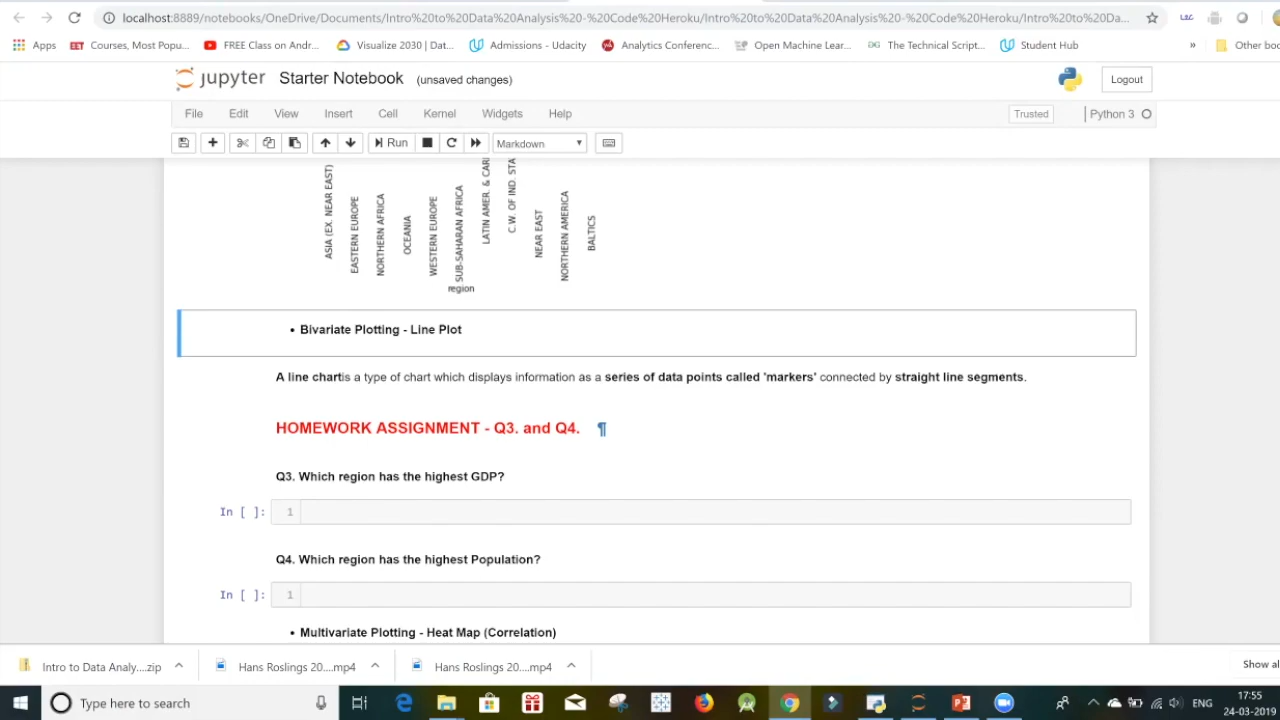 localhost:8889/notebooks/OneDrive/Documents/Intro%20to%20Data%20Analysis%20-%20Code%20Heroku/Intro%20to%20Data%20Analysis%20-%20Code%20Heroku/Intro%20to%20Da...
Apps Courses, Most Popu... FREE Class on Andr... Visualize 2030 | Dat... Admissions - Udacity Analytics Conferenc... Open Machine Lear... The Technical Script... Student Hub » Other boo
jupyter Starter Notebook (unsaved changes) Logout
File Edit View Insert Cell Kernel Widgets Help Trusted Python 3
Run Markdown
ASIA (EX. NEAR EAST)
EASTERN EUROPE
NORTHERN AFRICA
OCEANIA
WESTERN EUROPE
SUB-SAHARAN AFRICA
LATIN AMER. & CARI
C.W. OF IND. STA
NEAR EAST
NORTHERN AMERICA
BALTICS
region
• Bivariate Plotting - Line Plot
A line chartis a type of chart which displays information as a series of data points called 'markers' connected by straight line segments.
HOMEWORK ASSIGNMENT - Q3. and Q4. ¶
Q3. Which region has the highest GDP?
In [ ]: 1
Q4. Which region has the highest Population?
In [ ]: 1
• Multivariate Plotting - Heat Map (Correlation)
Intro to Data Analy....zip Hans Roslings 20....mp4 Hans Roslings 20....mp4 Show al
Type here to search ENG 17:55
24-03-2019